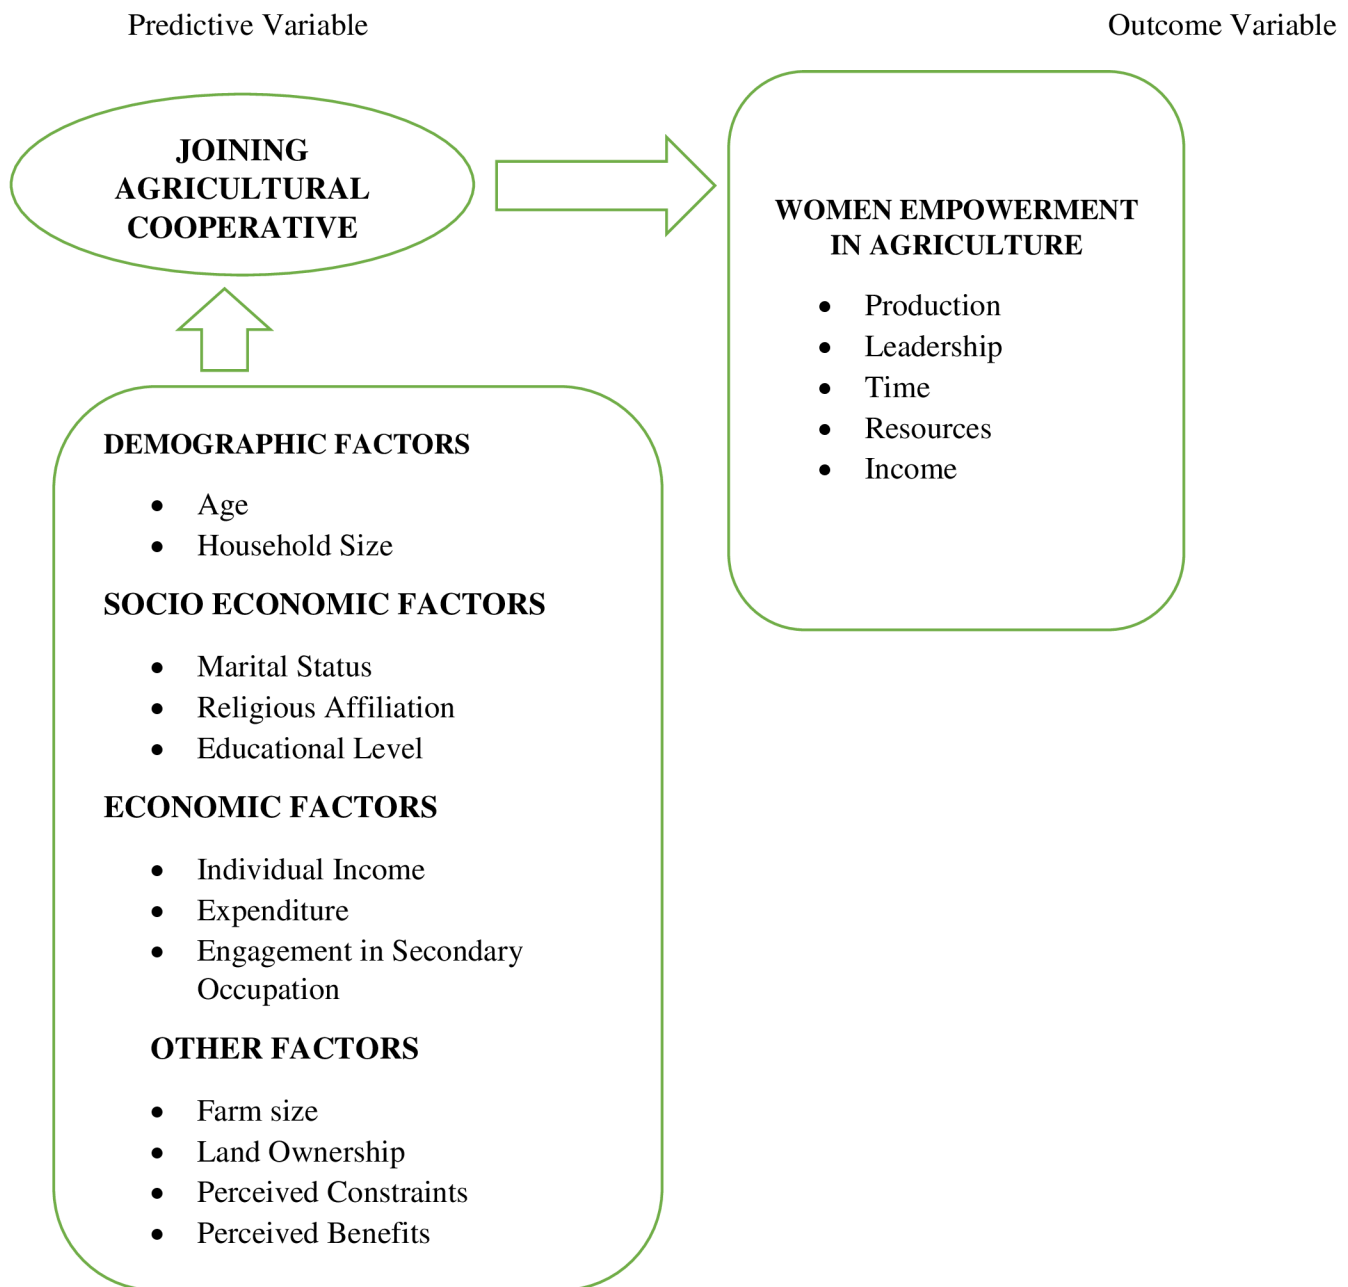 Predictive Variable
Outcome Variable
JOINING
AGRICULTURAL
COOPERATIVE
WOMEN EMPOWERMENT
IN AGRICULTURE
• Production
• Leadership
• Time
• Resources
• Income
DEMOGRAPHIC FACTORS
• Age
• Household Size
SOCIO ECONOMIC FACTORS
• Marital Status
• Religious Affiliation
• Educational Level
ECONOMIC FACTORS
• Individual Income
• Expenditure
• Engagement in Secondary
Occupation
OTHER FACTORS
• Farm size
• Land Ownership
• Perceived Constraints
• Perceived Benefits